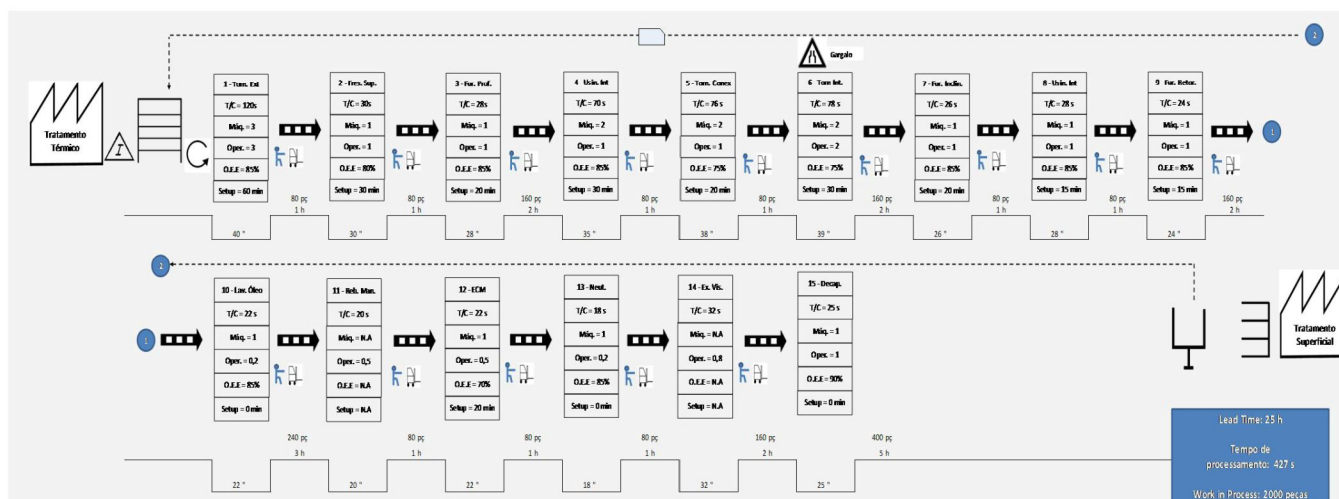 2
Gargalo
1 - Torn. Ext
T/C = 120s
Máq. = 3
Oper. = 3
O.E.E = 85%
Setup = 60 min
2 - Fres. Sup.
T/C = 30s
Máq. = 1
Oper. = 1
O.E.E = 80%
Setup = 30 min
3 - Fur. Prof.
T/C = 28s
Máq. = 1
Oper. = 1
O.E.E = 85%
Setup = 20 min
4 - Usin. Int
T/C = 70 s
Máq. = 2
Oper. = 1
O.E.E = 85%
Setup = 30 min
5 - Torn. Conex
T/C = 76 s
Máq. = 2
Oper. = 1
O.E.E = 75%
Setup = 20 min
6 Torn Int.
T/C = 78 s
Máq. = 2
Oper. = 2
O.E.E = 75%
Setup = 30 min
7 - Fur. Indin.
T/C = 26 s
Máq. = 1
Oper. = 1
O.E.E = 85%
Setup = 20 min
8 - Usin. Int
T/C = 28 s
Máq. = 1
Oper. = 1
O.E.E = 85%
Setup = 15 min
9 Fur. Retor.
T/C = 24 s
Máq. = 1
Oper. = 1
O.E.E = 85%
Setup = 15 min
Tratamento
Térmico
I
1
80 pç
1 h
80 pç
1 h
160 pç
2 h
80 pç
1 h
80 pç
1 h
160 pç
2 h
80 pç
1 h
80 pç
1 h
160 pç
2 h
40 "
30 "
28 "
35 "
38 "
39 "
26 "
28 "
24 "
2
1
10 - Lav. Óleo
T/C = 22 s
Máq. = 1
Oper. = 0,2
O.E.E = 85%
Setup = 0 min
11 - Reb. Man.
T/C = 20 s
Máq. = N.A
Oper. = 0,5
O.E.E = N.A
Setup = N.A
12 - ECM
T/C = 22 s
Máq. = 1
Oper. = 0,5
O.E.E = 70%
Setup = 20 min
13 - Neut.
T/C = 18 s
Máq. = 1
Oper. = 0,2
O.E.E = 85%
Setup = 0 min
14 - Ex. Vis.
T/C = 32 s
Máq. = N.A
Oper. = 0,8
O.E.E = N.A
Setup = N.A
15 - Decap.
T/C = 25 s
Máq. = 1
Oper. = 1
O.E.E = 90%
Setup = 0 min
Tratamento
Superficial
240 pç
3 h
80 pç
1 h
80 pç
1 h
80 pç
1 h
160 pç
2 h
400 pç
5 h
22 "
20 "
22 "
18 "
32 "
25 "
Lead Time: 25 h
Tempo de
processamento: 427 s
Work in Process: 2000 peças